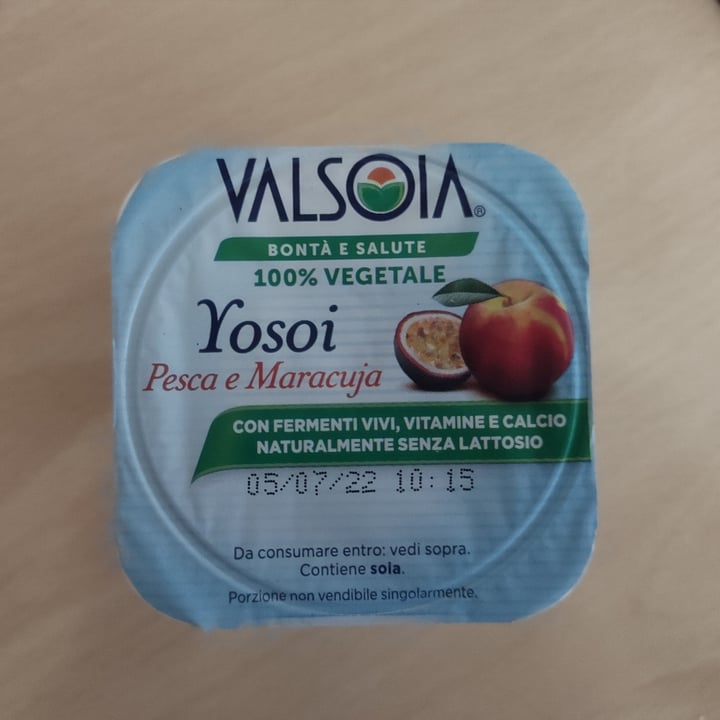 VALSOIA®
BONTÀ E SALUTE
100% VEGETALE
Yosoi
Pesca e Maracuja
CON FERMENTI VIVI, VITAMINE E CALCIO
NATURALMENTE SENZA LATTOSIO
05/07/22 10:15
Da consumare entro: vedi sopra.
Contiene soia.
Porzione non vendibile singolarmente.